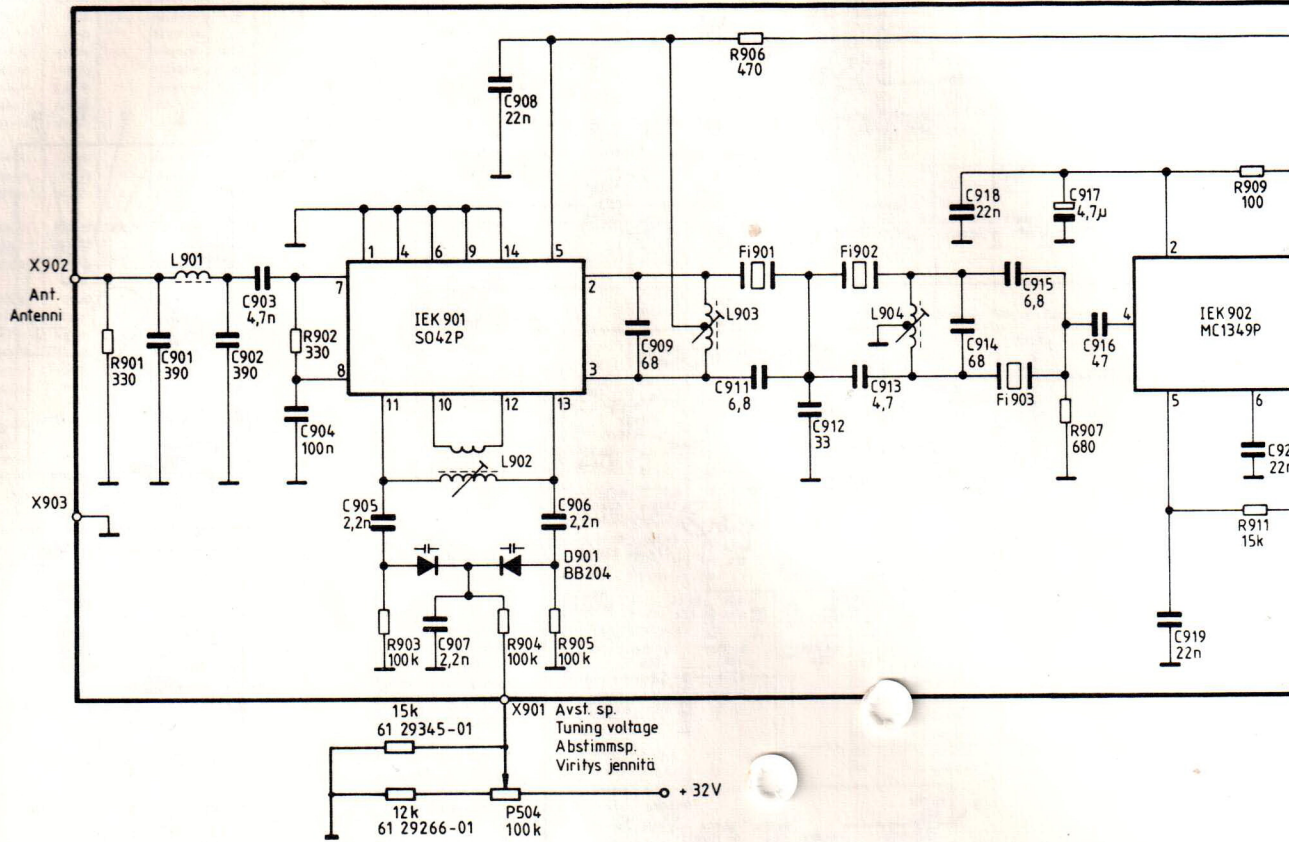 R906
470
C908
22n
R909
100
C918
22n
C917
4,7µ
1
4
6
9
14
5
2
X902
Ant.
Antenni
L901
C903
4,7n
7
IEK 901
SO42P
2
Fi901
Fi902
C915
6,8
R901
330
C901
390
C902
390
R902
330
8
3
C909
68
L903
L904
C914
68
C916
47
4
IEK 902
MC1349P
C904
100n
11
10
12
13
C911
6,8
C912
33
C913
4,7
Fi903
R907
680
5
6
L902
X903
C905
2,2n
C906
2,2n
C92
22n
R911
15k
D901
BB204
R903
100k
C907
2,2n
R904
100k
R905
100k
C919
22n
X901
Avst. sp.
Tuning voltage
Abstimmsp.
Viritys jennitä
15k
61 29345-01
12k
61 29266-01
P504
100k
+ 32V